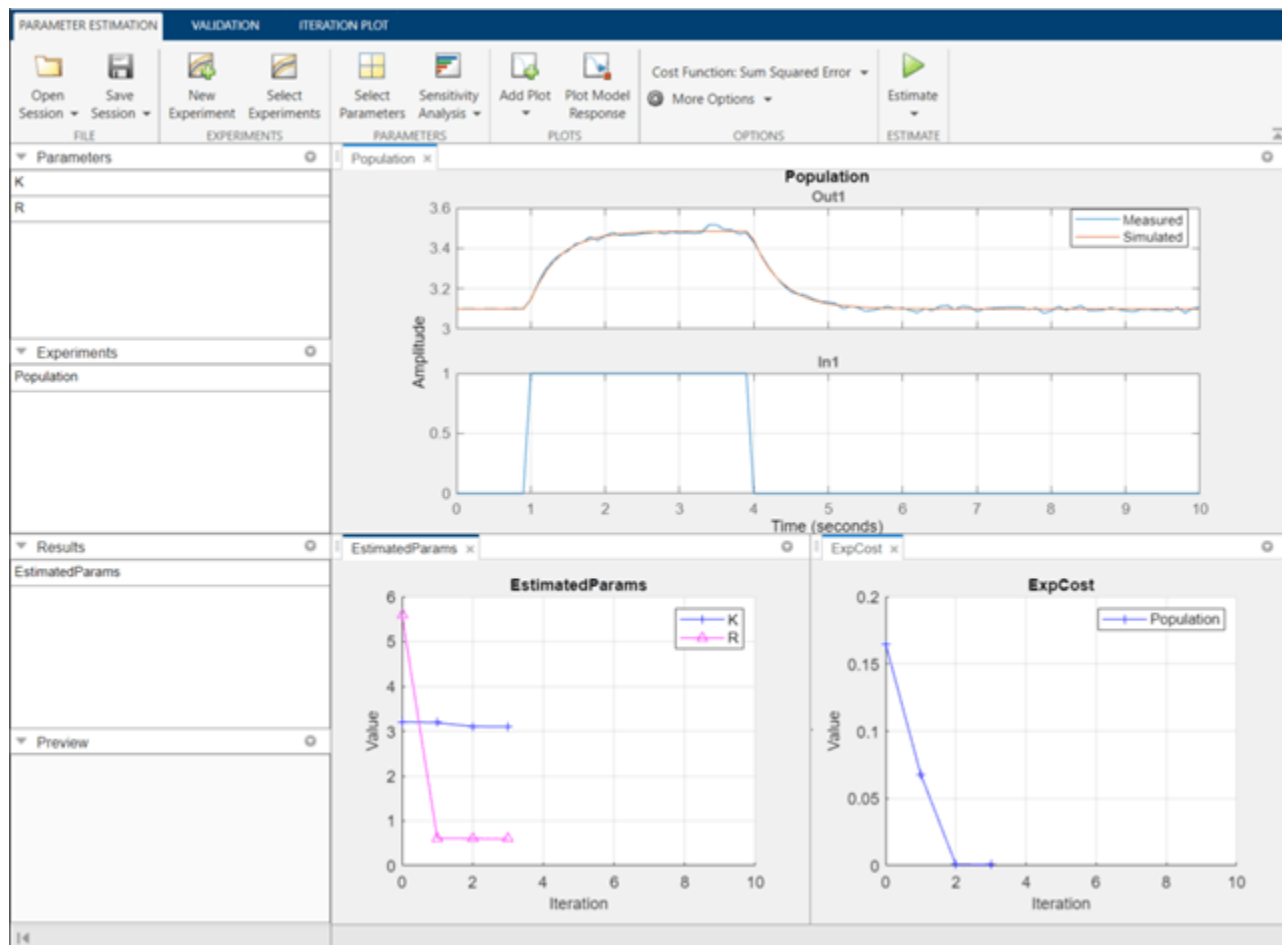 PARAMETER ESTIMATION VALIDATION ITERATION PLOT
Open Session Save Session New Experiment Select Experiments Select Parameters Sensitivity Analysis Add Plot Plot Model Response Cost Function: Sum Squared Error More Options Estimate
FILE EXPERIMENTS PARAMETERS PLOTS OPTIONS ESTIMATE
Parameters
K
R
Experiments
Population
Results
EstimatedParams
Preview
Population
Population
Out1
3.6
3.4
3.2
3
Measured
Simulated
Amplitude
In1
1
0.5
0
0 1 2 3 4 5 6 7 8 9 10
Time (seconds)
EstimatedParams
EstimatedParams
6
5
4
3
2
1
0
Value
K
R
0 2 4 6 8 10
Iteration
ExpCost
ExpCost
0.2
0.15
0.1
0.05
0
Value
Population
0 2 4 6 8 10
Iteration